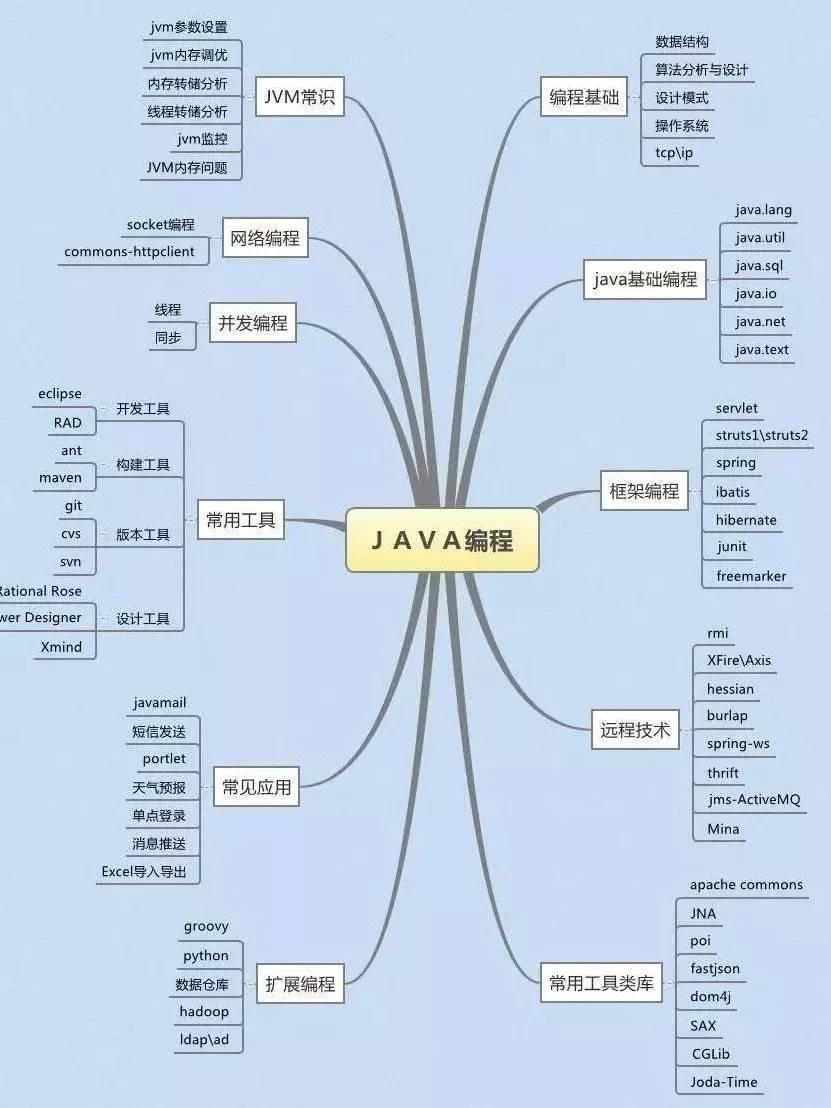 JAVA编程
JVM常识
jvm参数设置
jvm内存调优
内存转储分析
线程转储分析
jvm监控
JVM内存问题
网络编程
socket编程
commons-httpclient
并发编程
线程
同步
常用工具
开发工具
eclipse
RAD
构建工具
ant
maven
版本工具
git
cvs
svn
设计工具
Rational Rose
wer Designer
Xmind
常见应用
javamail
短信发送
portlet
天气预报
单点登录
消息推送
Excel导入导出
扩展编程
groovy
python
数据仓库
hadoop
ldap\ad
编程基础
数据结构
算法分析与设计
设计模式
操作系统
tcp\ip
java基础编程
java.lang
java.util
java.sql
java.io
java.net
java.text
框架编程
servlet
struts1\struts2
spring
ibatis
hibernate
junit
freemarker
远程技术
rmi
XFire\Axis
hessian
burlap
spring-ws
thrift
jms-ActiveMQ
Mina
常用工具类库
apache commons
JNA
poi
fastjson
dom4j
SAX
CGLib
Joda-Time